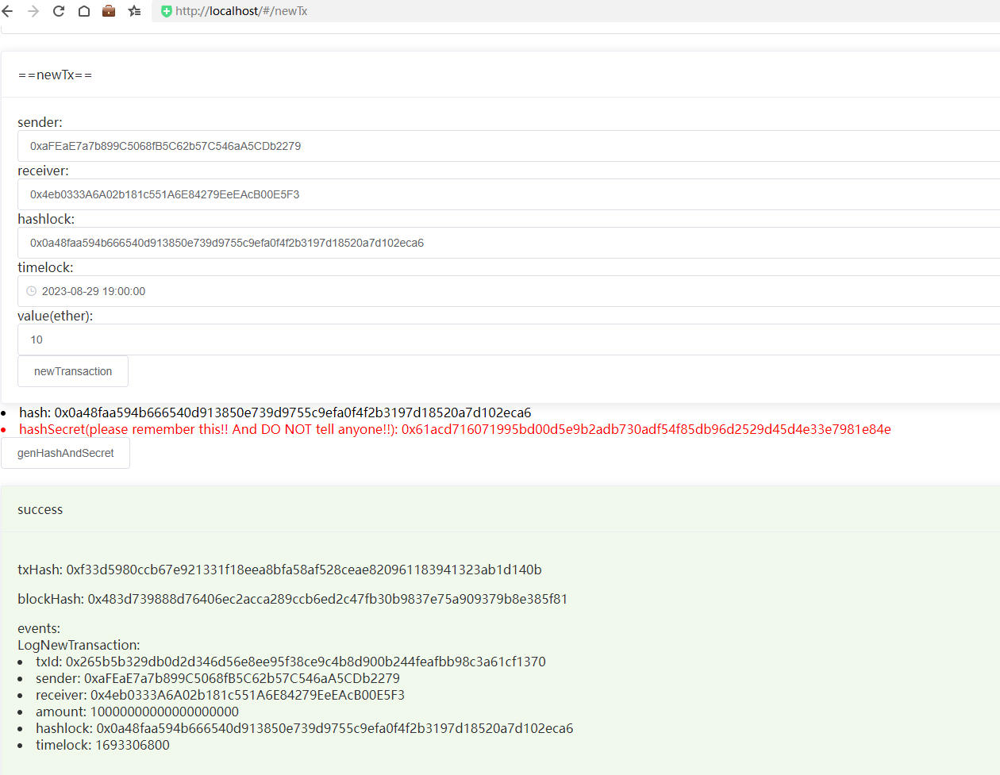 http://localhost/#/newTx
==newTx==
sender:
0xaFEaE7a7b899C5068fB5C62b57C546aA5CDb2279
receiver:
0x4eb0333A6A02b181c551A6E84279EeEAcB00E5F3
hashlock:
0x0a48faa594b666540d913850e739d9755c9efa0f4f2b3197d18520a7d102eca6
timelock:
2023-08-29 19:00:00
value(ether):
10
newTransaction
hash: 0x0a48faa594b666540d913850e739d9755c9efa0f4f2b3197d18520a7d102eca6
hashSecret(please remember this!! And DO NOT tell anyone!!): 0x61acd716071995bd00d5e9b2adb730adf54f85db96d2529d45d4e33e7981e84e
genHashAndSecret
success
txHash: 0xf33d5980ccb67e921331f18eea8bfa58af528ceae820961183941323ab1d140b
blockHash: 0x483d739888d76406ec2acca289ccb6ed2c47fb30b9837e75a909379b8e385f81
events:
LogNewTransaction:
txId: 0x265b5b329db0d2d346d56e8ee95f38ce9c4b8d900b244feafbb98c3a61cf1370
sender: 0xaFEaE7a7b899C5068fB5C62b57C546aA5CDb2279
receiver: 0x4eb0333A6A02b181c551A6E84279EeEAcB00E5F3
amount: 10000000000000000000
hashlock: 0x0a48faa594b666540d913850e739d9755c9efa0f4f2b3197d18520a7d102eca6
timelock: 1693306800